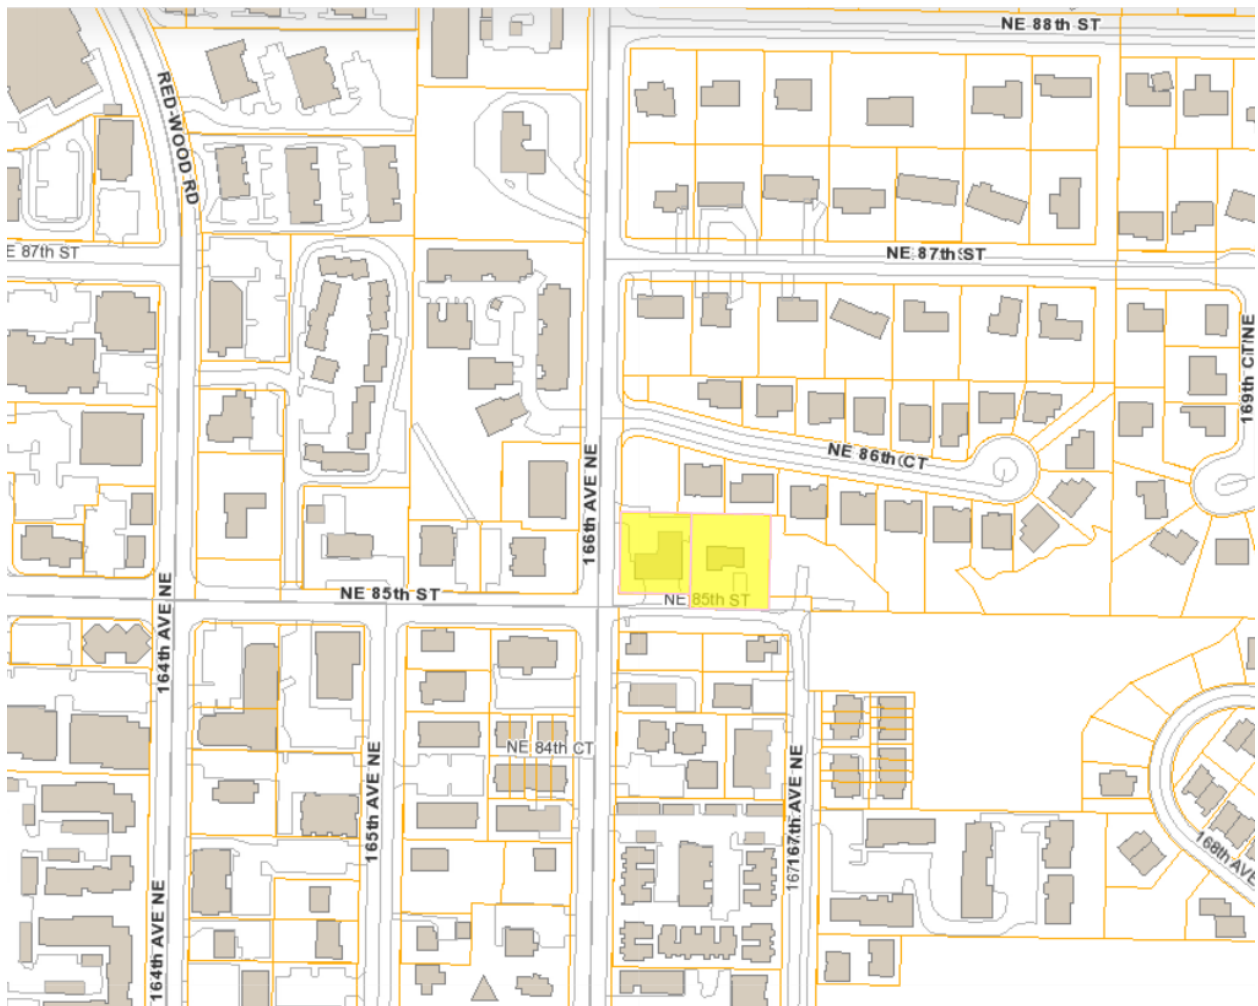 NE 88th ST
RED-WOOD RD
E 87th ST
NE 87th ST
169th CT NE
NE 86th CT
166th AVE NE
NE 85th ST
NE 85th ST
164th AVE NE
NE 84th CT
165th AVE NE
167th AVE NE
167
168th AVE
164th AVE NE